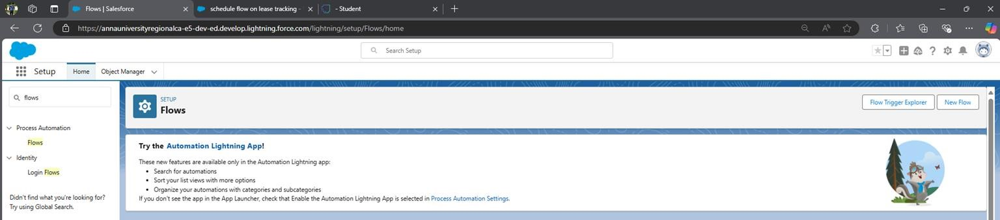 Flows | Salesforce
schedule flow on lease tracking -
- Student
https://annauniversityregionalca-e5-dev-ed.develop.lightning.force.com/lightning/setup/Flows/home
Search Setup
Setup
Home
Object Manager
flows
Process Automation
Flows
Identity
Login Flows
Didn't find what you're looking for?
Try using Global Search.
SETUP
Flows
Flow Trigger Explorer
New Flow
Try the Automation Lightning App!
These new features are available only in the Automation Lightning app:
• Search for automations
• Sort your list views with more options
• Organize your automations with categories and subcategories
If you don't see the app in the App Launcher, check that Enable the Automation Lightning App is selected in Process Automation Settings.